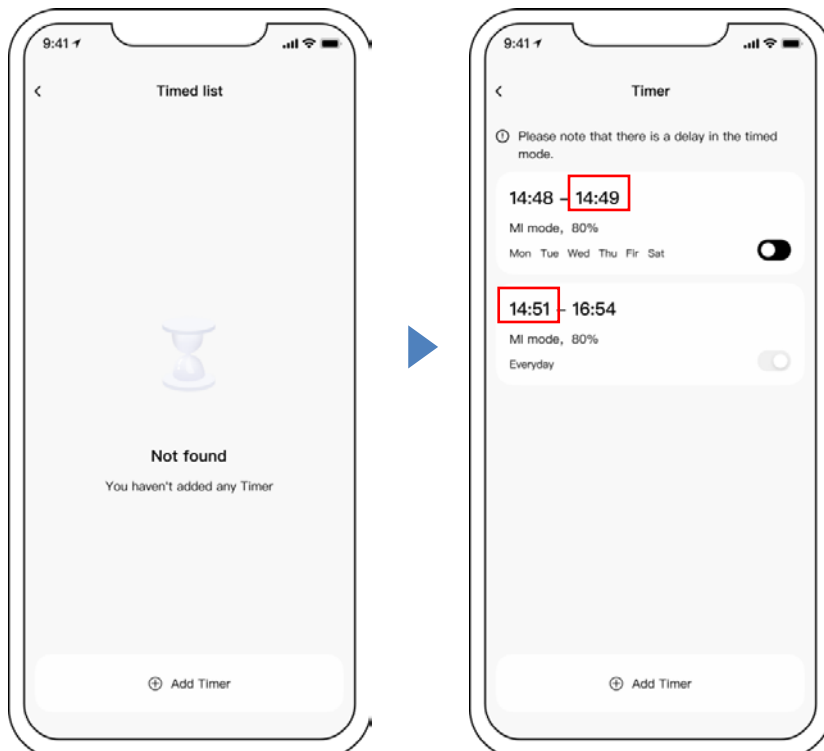 9:41
Timed list
Not found
You haven't added any Timer
Add Timer
9:41
Timer
Please note that there is a delay in the timed
mode.
14:48 – 14:49
MI mode, 80%
Mon Tue Wed Thu Fir Sat
14:51 – 16:54
MI mode, 80%
Everyday
Add Timer